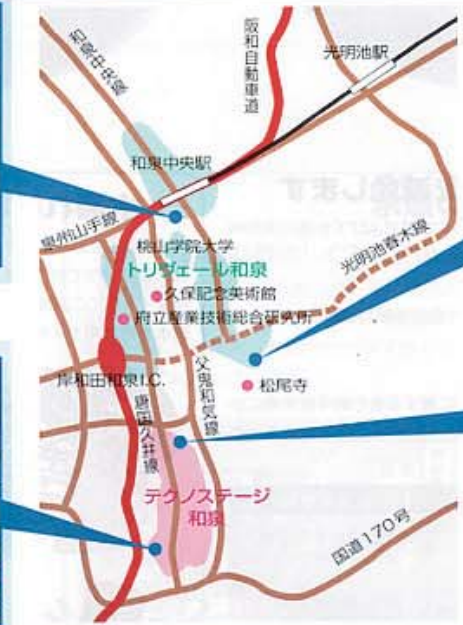 和泉中央線
阪和自動車道
光明池駅
和泉中央駅
泉州山手線
桃山学院大学
トリヴェール和泉
光明池春木線
久保記念美術館
府立産業技術総合研究所
岸和田和泉I.C.
父鬼和気線
松尾寺
唐国久井線
テクノステージ
和泉
国道170号